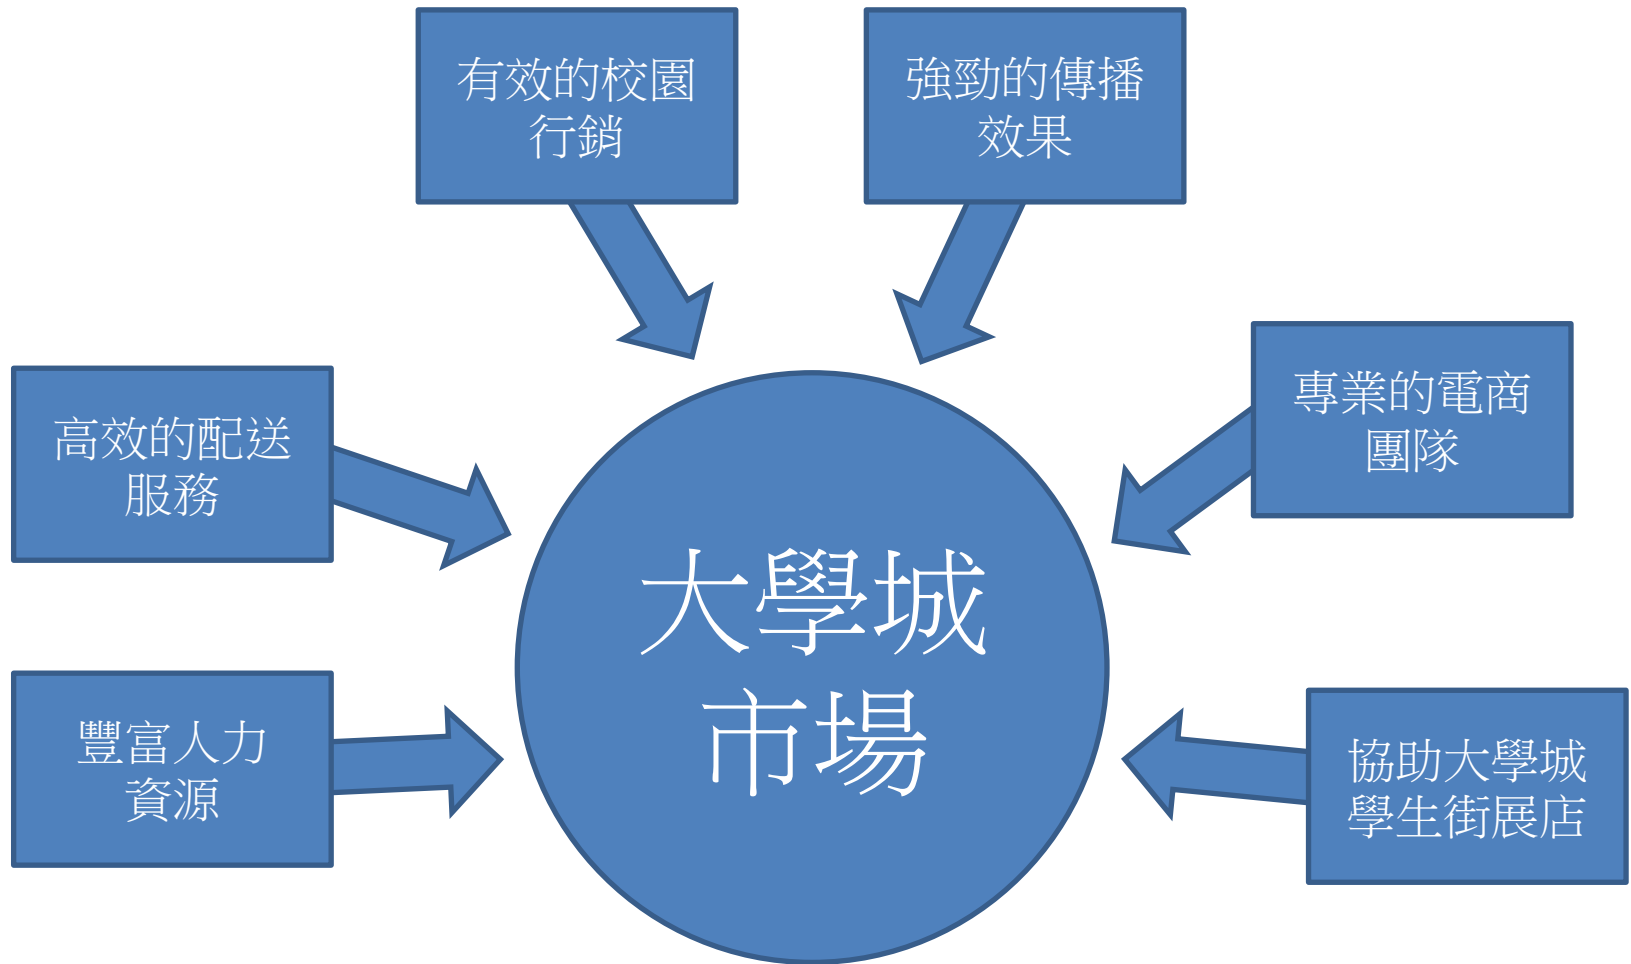 有效的校園
行銷
強勁的傳播
效果
高效的配送
服務
專業的電商
團隊
大學城
市場
豐富人力
資源
協助大學城
學生街展店